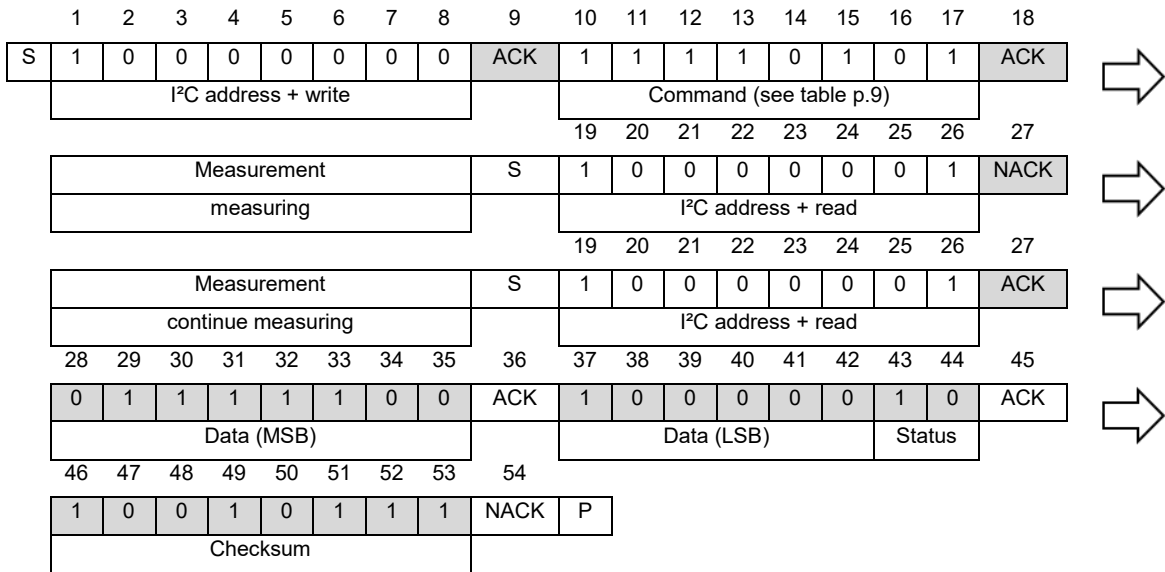 1 2 3 4 5 6 7 8 9 10 11 12 13 14 15 16 17 18
S 1 0 0 0 0 0 0 0 ACK 1 1 1 1 0 1 0 1 ACK
I²C address + write Command (see table p.9)
19 20 21 22 23 24 25 26 27
Measurement S 1 0 0 0 0 0 0 1 NACK
measuring I²C address + read
19 20 21 22 23 24 25 26 27
Measurement S 1 0 0 0 0 0 0 1 ACK
continue measuring I²C address + read
28 29 30 31 32 33 34 35 36 37 38 39 40 41 42 43 44 45
0 1 1 1 1 1 0 0 ACK 1 0 0 0 0 0 1 0 ACK
Data (MSB) Data (LSB) Status
46 47 48 49 50 51 52 53 54
1 0 0 1 0 1 1 1 NACK P
Checksum